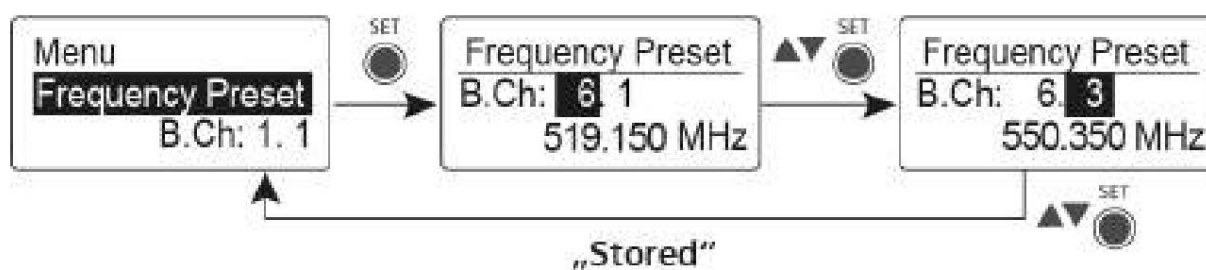 Menu
Frequency Preset
B.Ch: 1. 1
SET
Frequency Preset
B.Ch: 6. 1
519.150 MHz
SET
Frequency Preset
B.Ch: 6. 3
550.350 MHz
SET
„Stored“